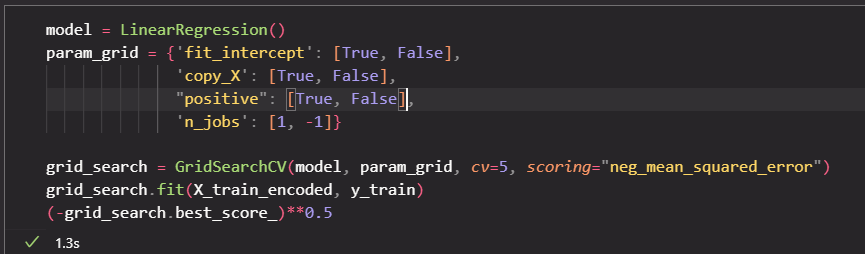 model = LinearRegression()
param_grid = {'fit_intercept': [True, False],
'copy_X': [True, False],
"positive": [True, False],
'n_jobs': [1, -1]}
grid_search = GridSearchCV(model, param_grid, cv=5, scoring="neg_mean_squared_error")
grid_search.fit(X_train_encoded, y_train)
(-grid_search.best_score_)**0.5
✓ 1.3s